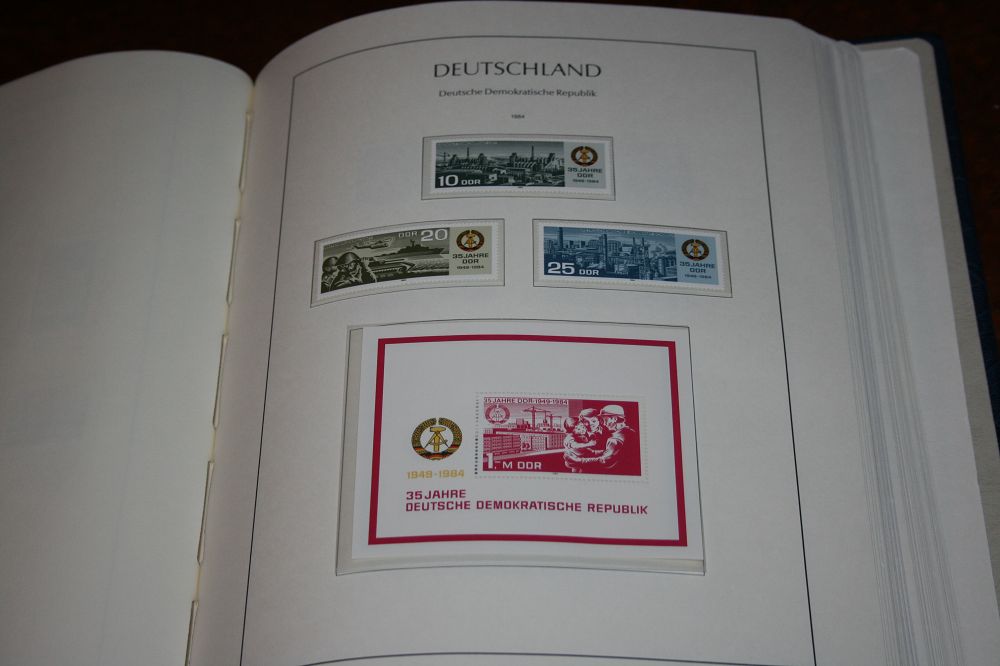 DEUTSCHLAND
Deutsche Demokratische Republik
1984
10 DDR
35 JAHRE
DDR
1949-1984
DDR 20
35 JAHRE
DDR
1949-1984
25 DDR
35 JAHRE
DDR
1949-1984
35 JAHRE DDR·1949-1984
1.- M DDR
1949-1984
35 JAHRE
DEUTSCHE DEMOKRATISCHE REPUBLIK